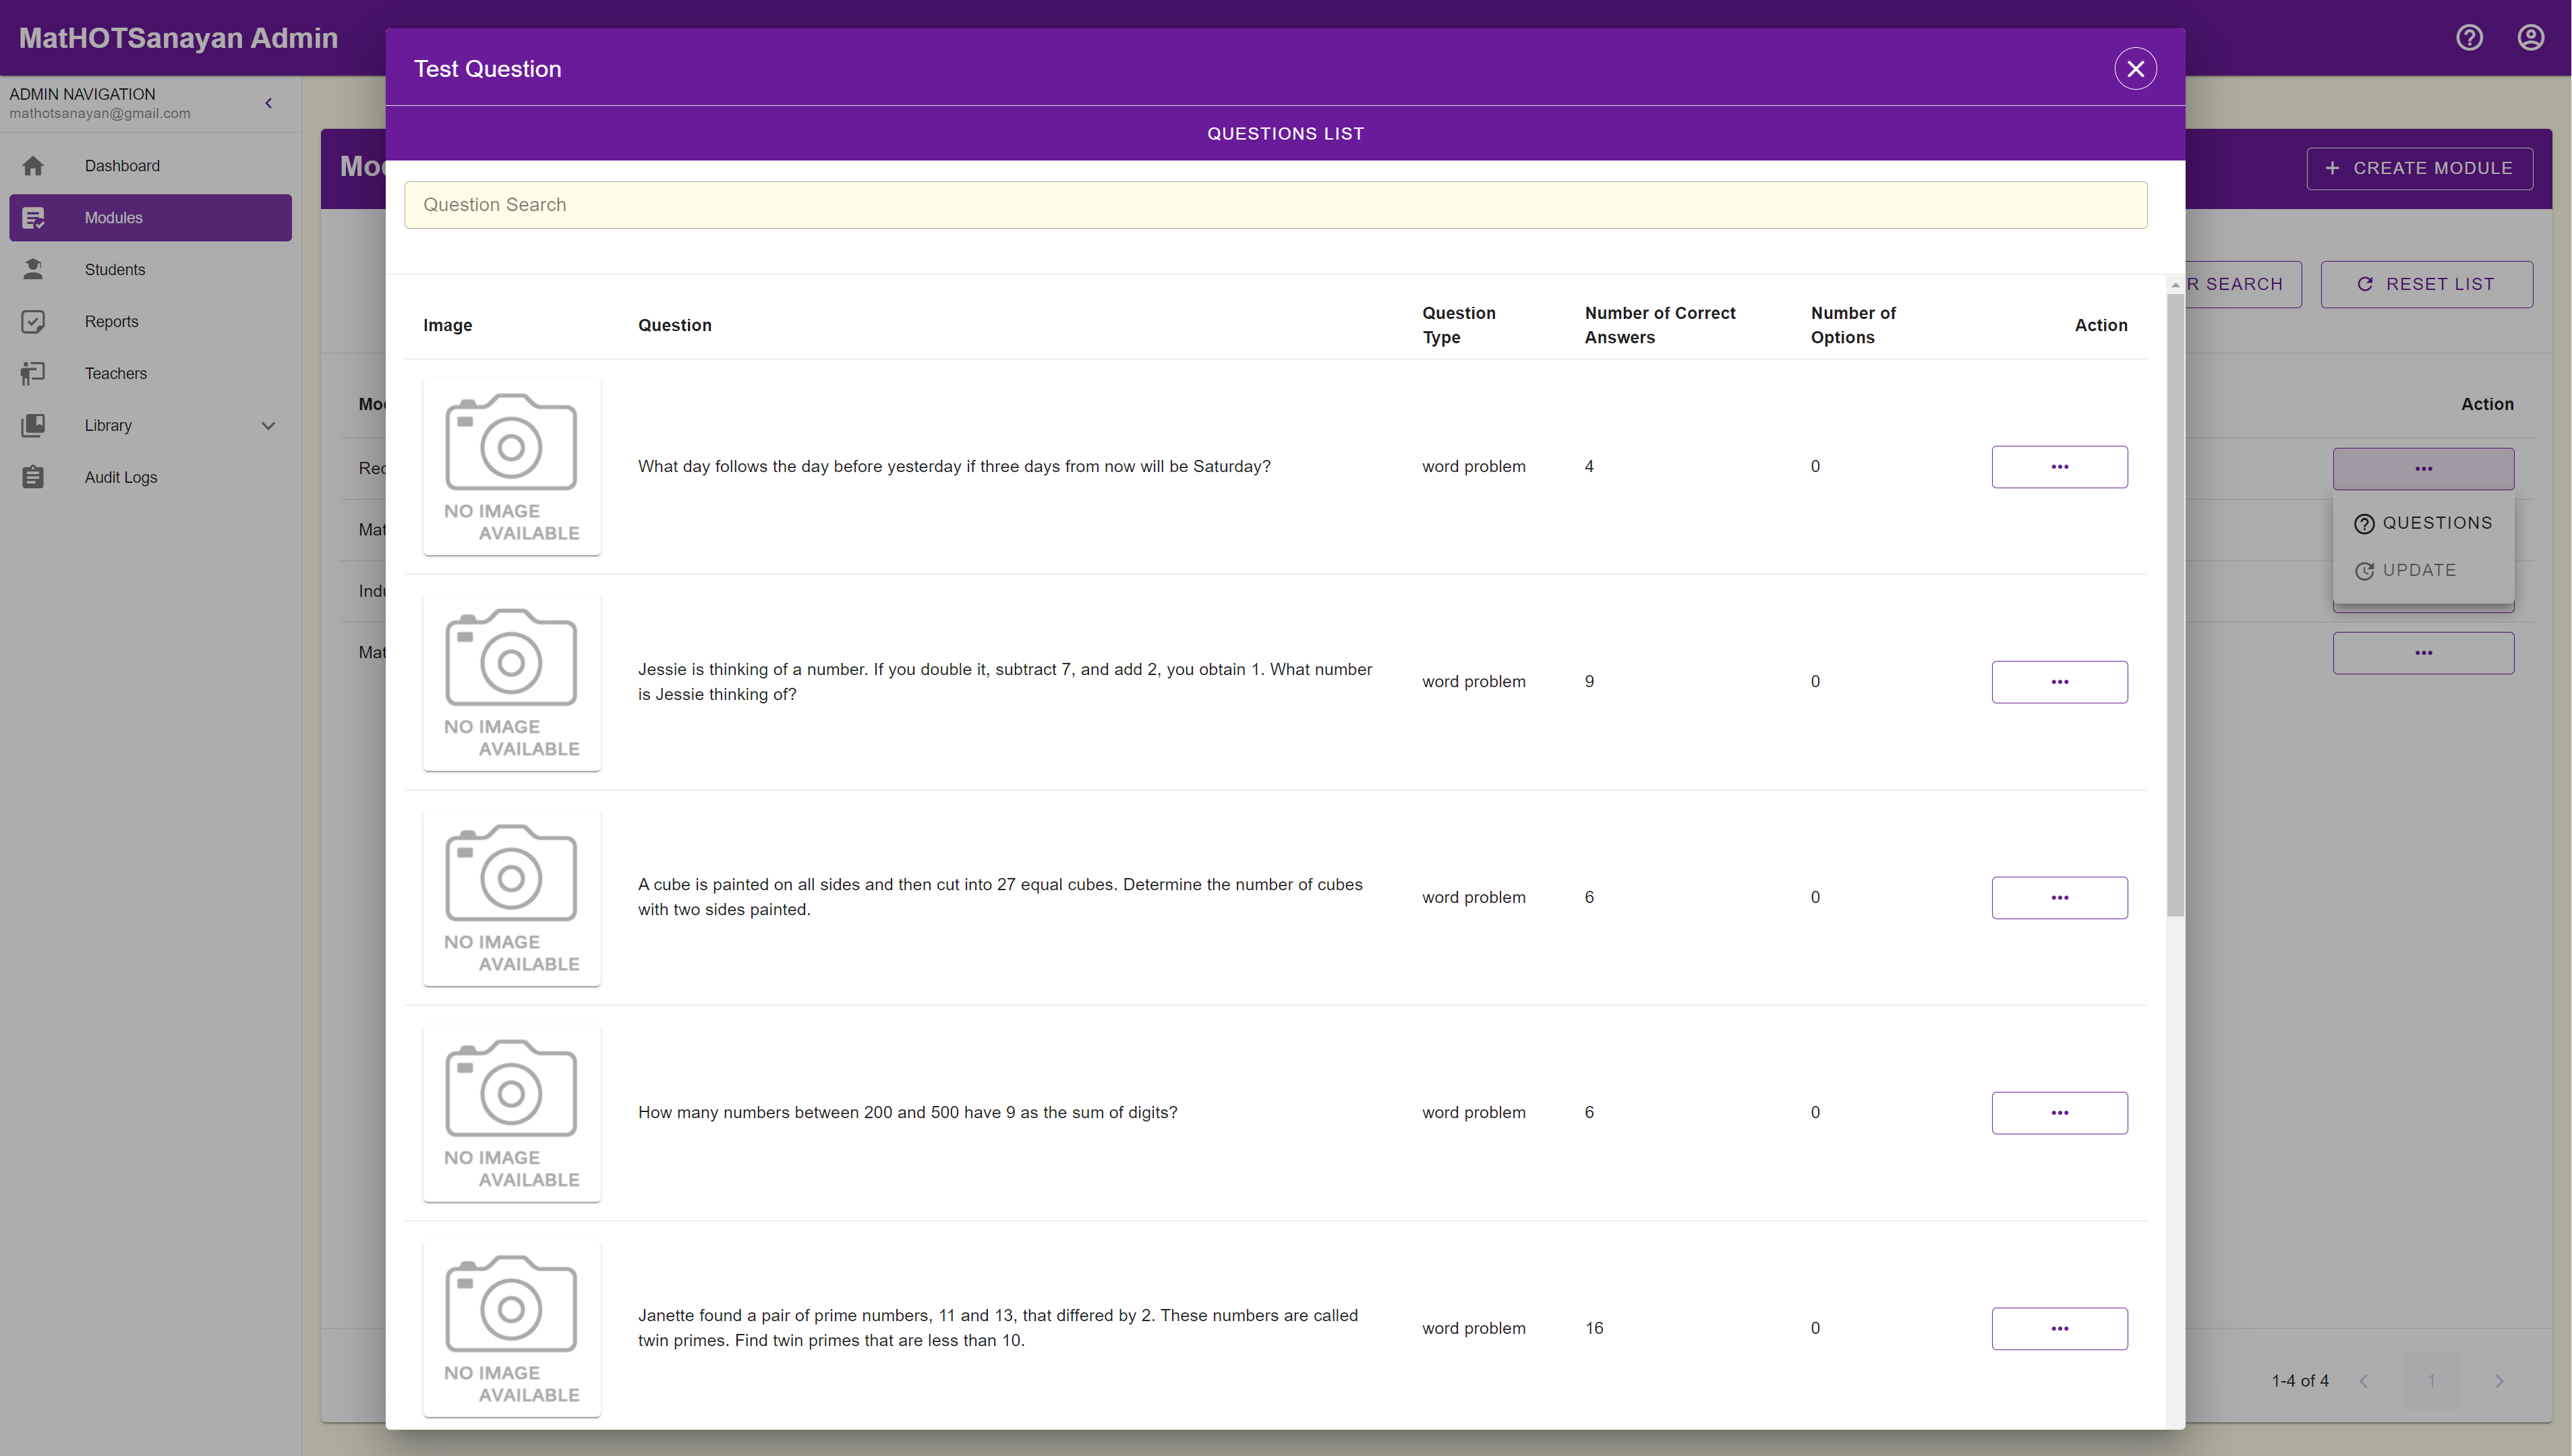 MatHOTSanayan Admin
ADMIN NAVIGATION
mathotsanayan@gmail.com
Dashboard
Modules
Students
Reports
Teachers
Library
Audit Logs
CREATE MODULE
R SEARCH
RESET LIST
Action
QUESTIONS
UPDATE
1-4 of 4
1
Test Question
QUESTIONS LIST
Question Search
Image
Question
Question Type
Number of Correct Answers
Number of Options
Action
NO IMAGE
AVAILABLE
What day follows the day before yesterday if three days from now will be Saturday?
word problem
4
0
NO IMAGE
AVAILABLE
Jessie is thinking of a number. If you double it, subtract 7, and add 2, you obtain 1. What number
is Jessie thinking of?
word problem
9
0
NO IMAGE
AVAILABLE
A cube is painted on all sides and then cut into 27 equal cubes. Determine the number of cubes
with two sides painted.
word problem
6
0
NO IMAGE
AVAILABLE
How many numbers between 200 and 500 have 9 as the sum of digits?
word problem
6
0
NO IMAGE
AVAILABLE
Janette found a pair of prime numbers, 11 and 13, that differed by 2. These numbers are called
twin primes. Find twin primes that are less than 10.
word problem
16
0